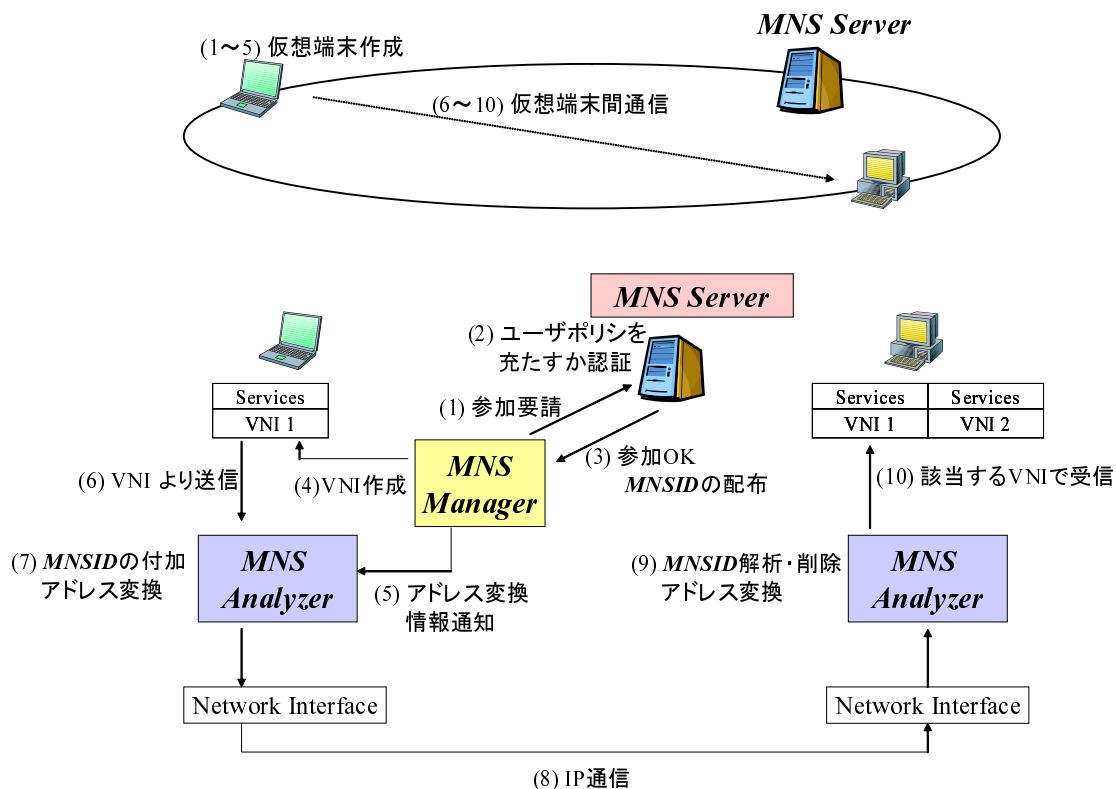 MNS Server
(1～5) 仮想端末作成
(6～10) 仮想端末間通信
MNS Server
(2) ユーザポリシを
充たすか認証
Services
VNI 1
(1) 参加要請
Services
Services
VNI 1
VNI 2
MNS
Manager
(3) 参加OK
MNSIDの配布
(4)VNI作成
(6) VNI より送信
(10) 該当するVNIで受信
(7) MNSIDの付加
アドレス変換
MNS
Analyzer
(5) アドレス変換
情報通知
(9) MNSID解析・削除
アドレス変換
MNS
Analyzer
Network Interface
Network Interface
(8) IP通信